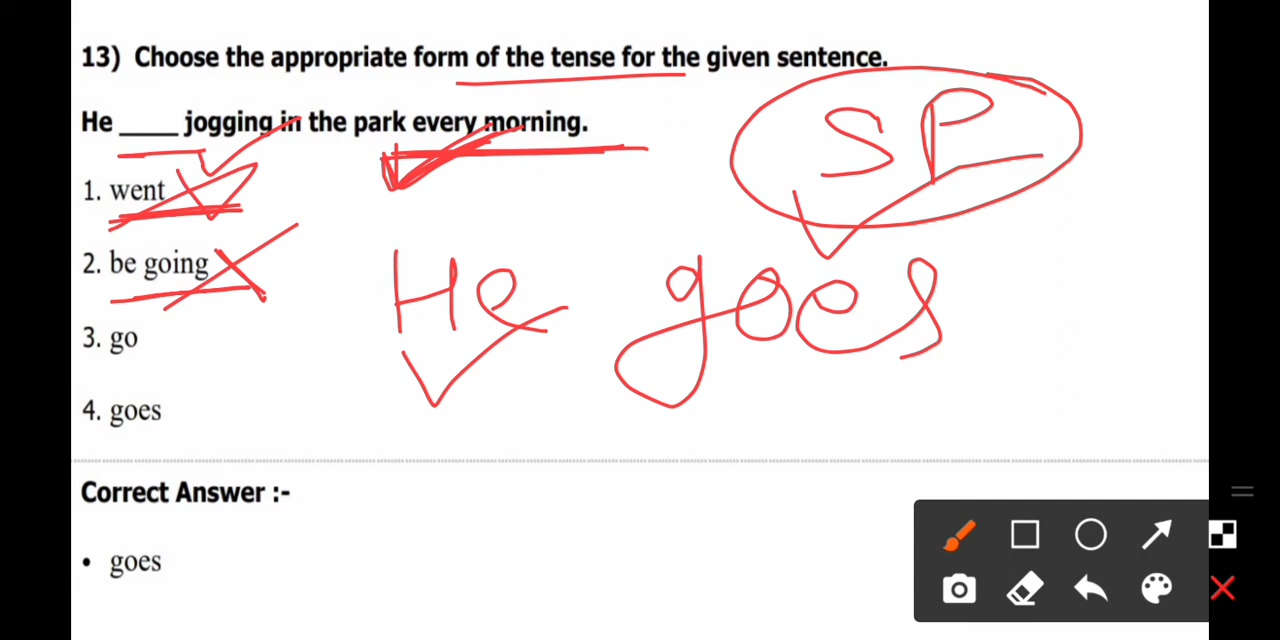 13) Choose the appropriate form of the tense for the given sentence.
He ____ jogging in the park every morning.
SP
1. went
2. be going
He goes
3. go
4. goes
Correct Answer :-
• goes